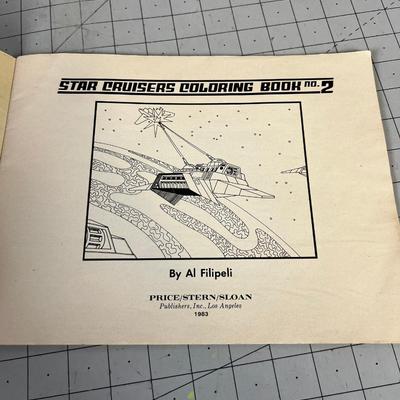 STAR CRUISERS COLORING BOOK no. 2
By Al Filipeli
PRICE/STERN/SLOAN
Publishers, Inc., Los Angeles
1983